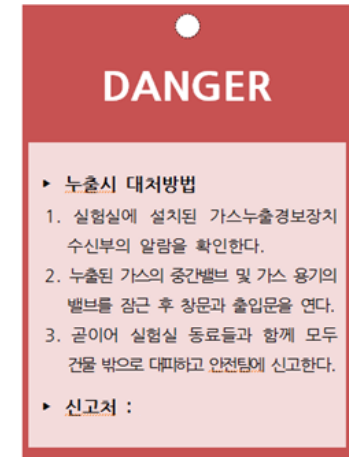 DANGER
▸ 누출시 대처방법
1. 실험실에 설치된 가스누출경보장치
수신부의 알람을 확인한다.
2. 누출된 가스의 중간밸브 및 가스 용기의
밸브를 잠근 후 창문과 출입문을 연다.
3. 곧이어 실험실 동료들과 함께 모두
건물 밖으로 대피하고 안전팀에 신고한다.
▸ 신고처 :